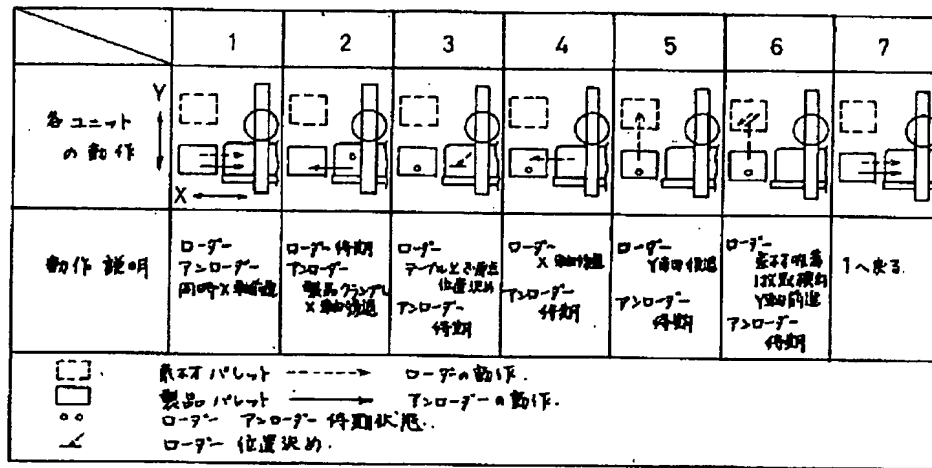 1 2 3 4 5 6 7
各ユニット
の動作
Y
X
動作説明
ローダー
アンローダー
同時X軸前進
ローダー待期
アンローダー
製品クランプし
X軸後退
ローダー
テーブル上で原点
位置決め
アンローダー
待期
ローダー
X軸後退
アンローダー
待期
ローダー
Y軸後退
アンローダー
待期
ローダー
素材吸着
1枚取検知
Y軸前進
アンローダー
待期
1へ戻る.
素材パレット ローダの動作.
製品パレット アンローダーの動作.
ローダー アンローダー 待期状態.
ローダー 位置決め.